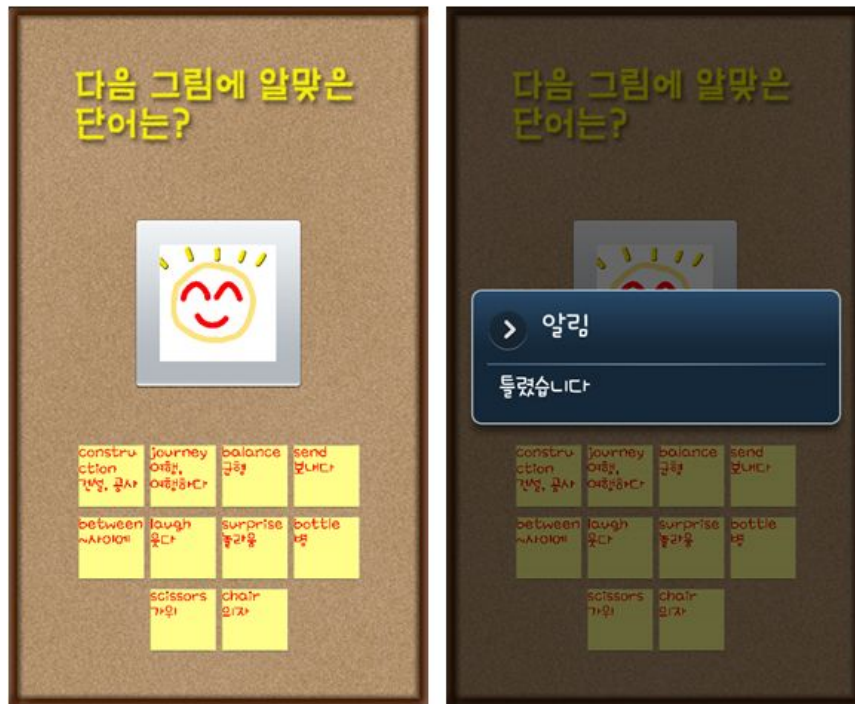 다음 그림에 알맞은
단어는?
constru
ction
건설, 공사
journey
여행,
여행하다
balance
균형
send
보내다
between
~사이에
laugh
웃다
surprise
놀라움
bottle
병
scissors
가위
chair
의자
다음 그림에 알맞은
단어는?
알림
틀렸습니다
constru
ction
건설, 공사
journey
여행,
여행하다
balance
균형
send
보내다
between
~사이에
laugh
웃다
surprise
놀라움
bottle
병
scissors
가위
chair
의자